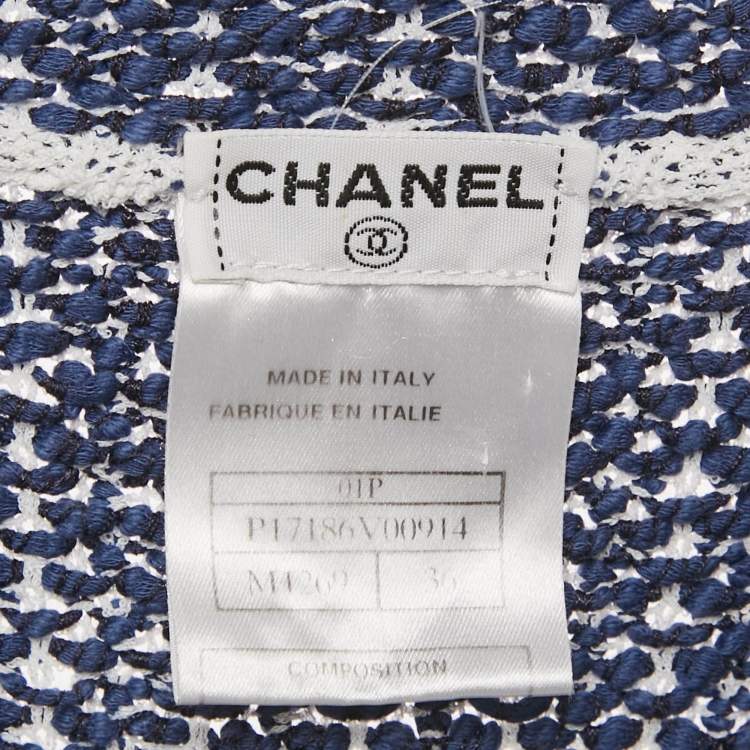 CHANEL
MADE IN ITALY
FABRIQUE EN ITALIE
01P
P17186V00914
M4269 36
COMPOSITION